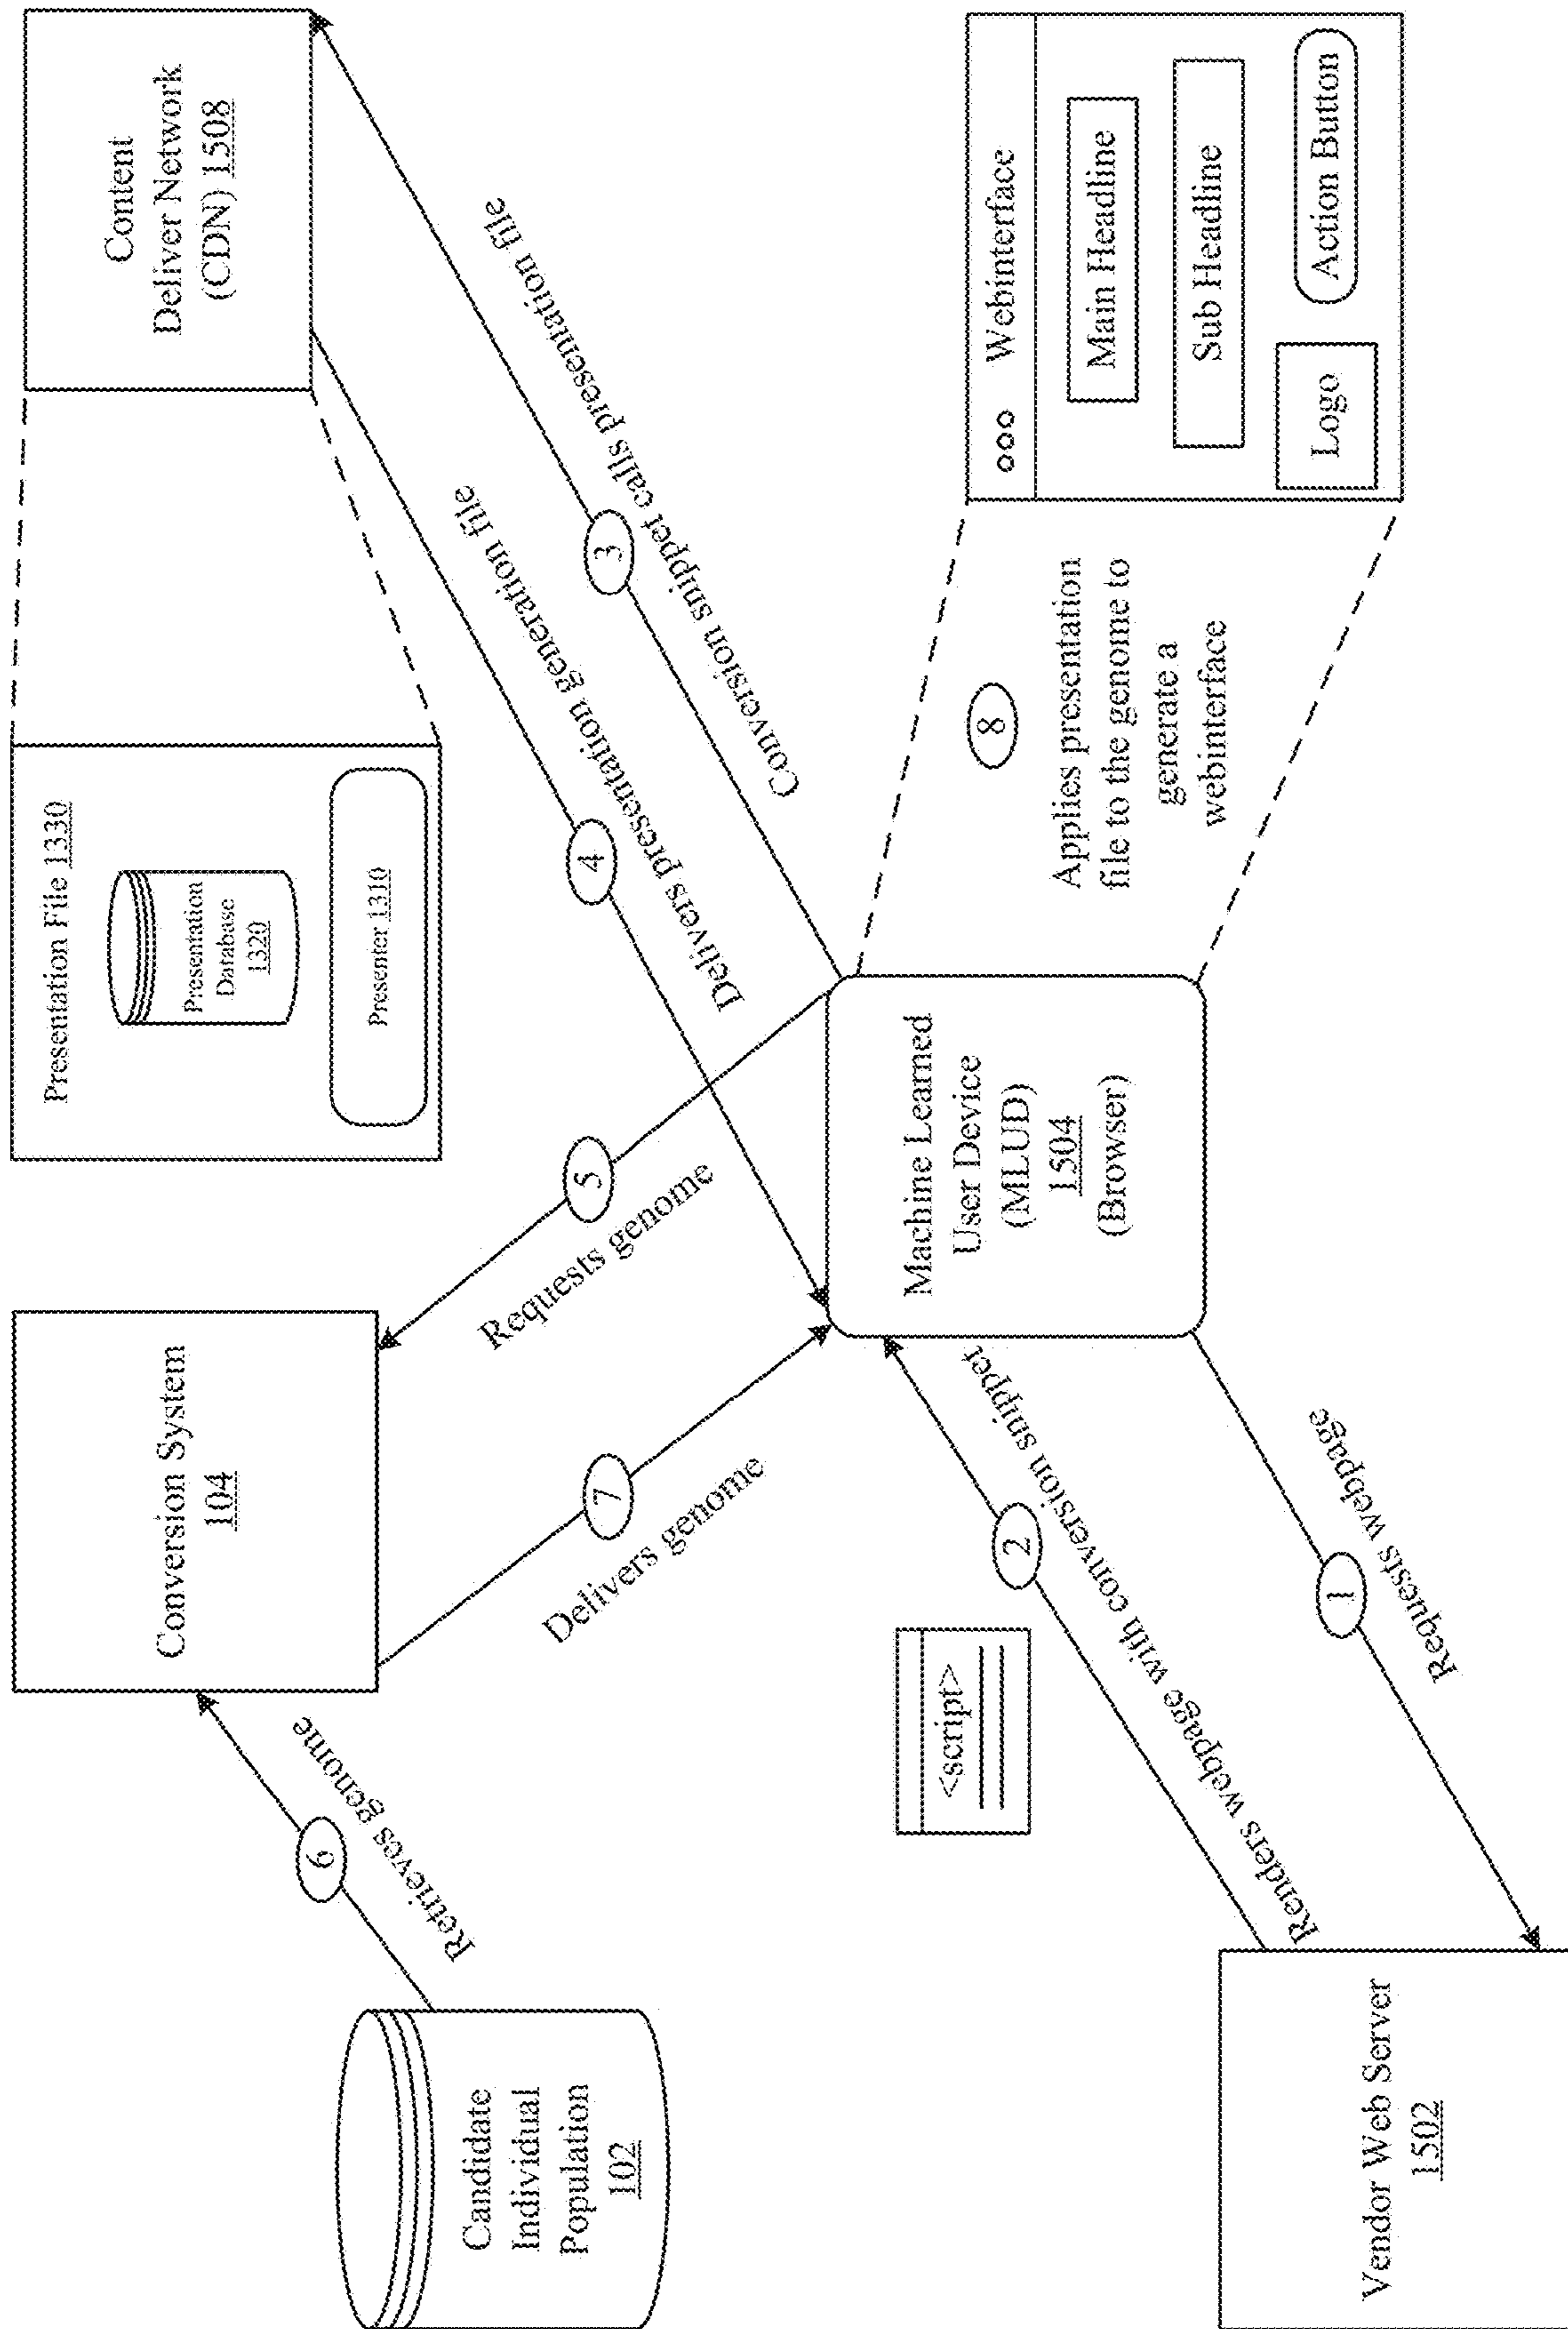 Candidate
Individual
Population
102
6
Retrieves genome
Conversion System
104
7
Delivers genome
5
Requests genome
Presentation File 1330
Presentation
Database
1320
Presenter 1310
Content
Deliver Network
(CDN) 1508
4
Delivers presentation generation file
3
Conversion snippet calls presentation file
Vendor Web Server
1502
<script>
2
Renders webpage with conversion snippet
1
Requests webpage
Machine Learned
User Device
(MLUD)
1504
(Browser)
8
Applies presentation
file to the genome to
generate a
webinterface
Webinterface
Main Headline
Sub Headline
Logo
Action Button